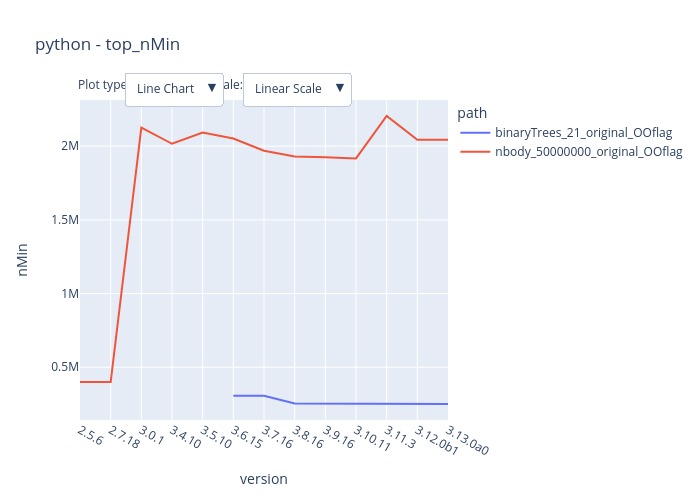 python - top_nMin
Plot type
Line Chart ▼
ale:
Linear Scale ▼
path
binaryTrees_21_original_OOflag
nbody_50000000_original_OOflag
2M
1.5M
1M
0.5M
nMin
2.5.6
2.7.18
3.0.1
3.4.10
3.5.10
3.6.15
3.7.16
3.8.16
3.9.16
3.10.11
3.11.3
3.12.0b1
3.13.0a0
version